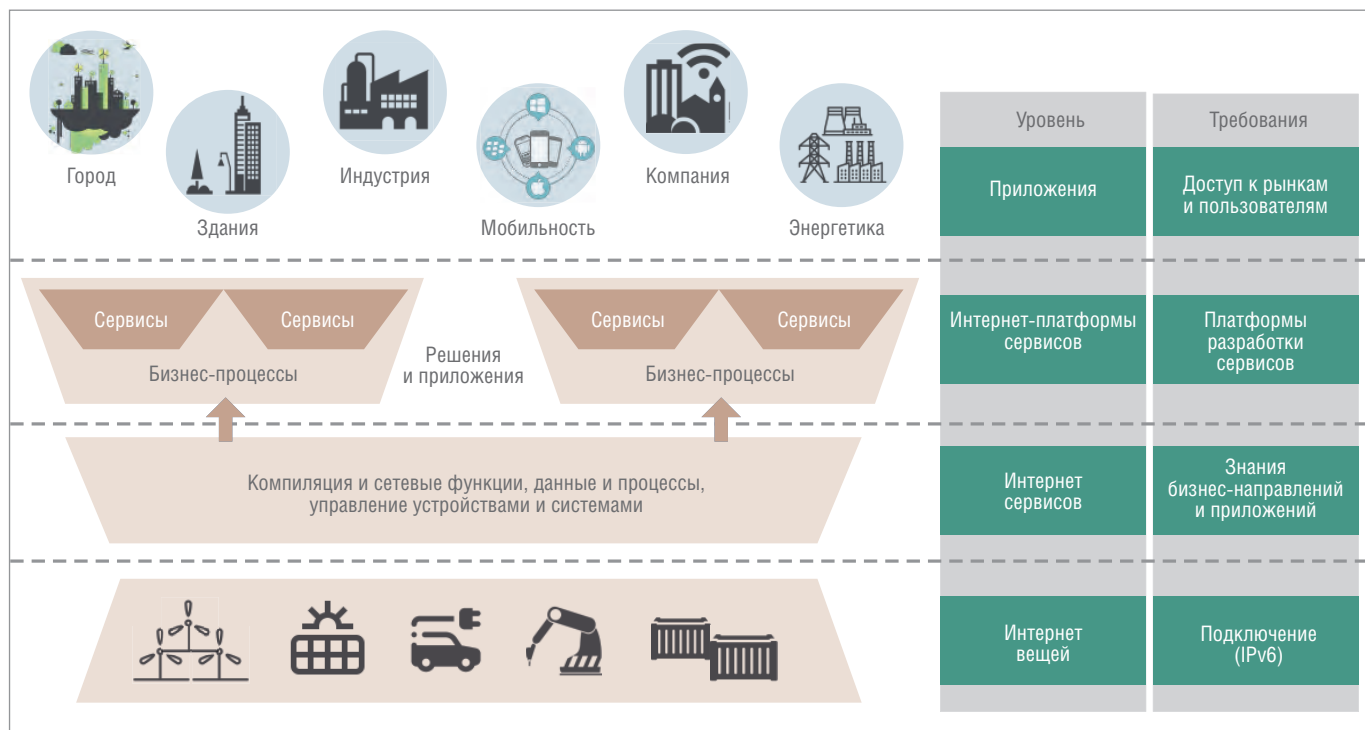 Город
Здания
Индустрия
Мобильность
Компания
Энергетика
Уровень
Требования
Приложения
Доступ к рынкам
и пользователям
Сервисы
Сервисы
Бизнес-процессы
Решения
и приложения
Сервисы
Сервисы
Бизнес-процессы
Интернет-платформы
сервисов
Платформы
разработки
сервисов
Компиляция и сетевые функции, данные и процессы,
управление устройствами и системами
Интернет
сервисов
Знания
бизнес-направлений
и приложений
Интернет
вещей
Подключение
(IPv6)